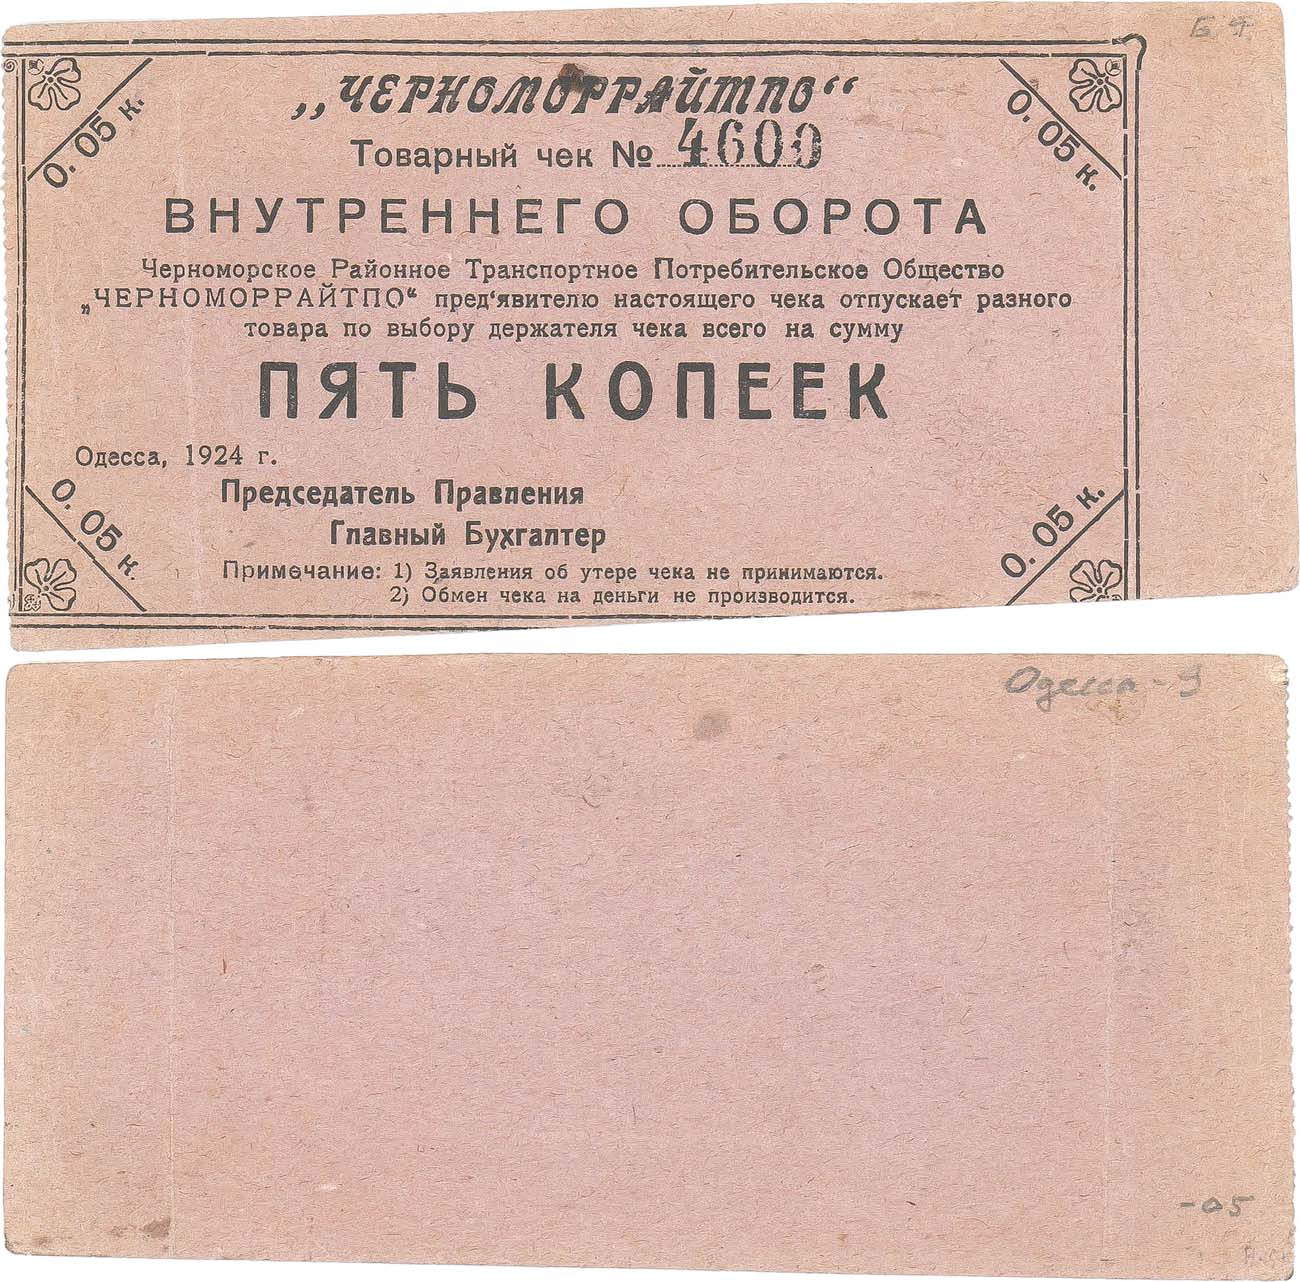 0. 05 к.
0. 05 к.
„ЧЕРНОМОРРАЙТПО“
Товарный чек № 4600
ВНУТРЕННЕГО ОБОРОТА
Черноморское Районное Транспортное Потребительское Общество
„ЧЕРНОМОРРАЙТПО“ пред‘явителю настоящего чека отпускает разного
товара по выбору держателя чека всего на сумму
ПЯТЬ КОПЕЕК
Одесса, 1924 г.
Председатель Правления
Главный Бухгалтер
0. 05 к.
0. 05 к.
Примечание: 1) Заявления об утере чека не принимаются.
2) Обмен чека на деньги не производится.
Одесса - 9
-05